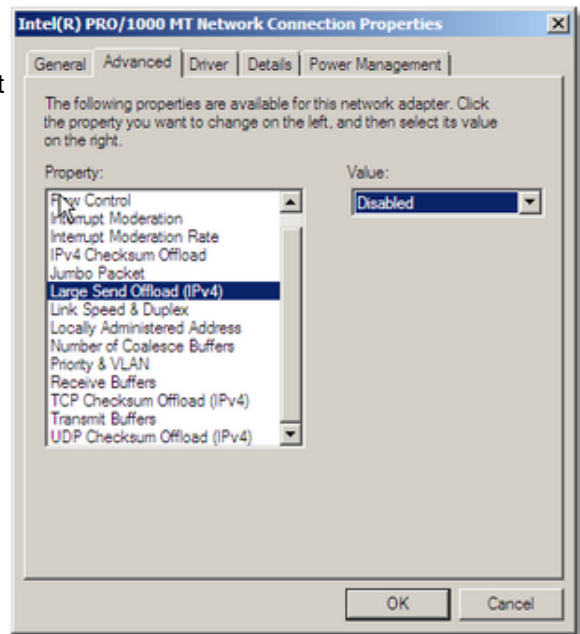 Intel(R) PRO/1000 MT Network Connection Properties
General Advanced Driver Details Power Management
t
The following properties are available for this network adapter. Click
the property you want to change on the left, and then select its value
on the right.
Property:
Value:
Flow Control
Disabled
Interrupt Moderation
Interrupt Moderation Rate
IPv4 Checksum Offload
Jumbo Packet
Large Send Offload (IPv4)
Link Speed & Duplex
Locally Administered Address
Number of Coalesce Buffers
Priority & VLAN
Receive Buffers
TCP Checksum Offload (IPv4)
Transmit Buffers
UDP Checksum Offload (IPv4)
OK
Cancel